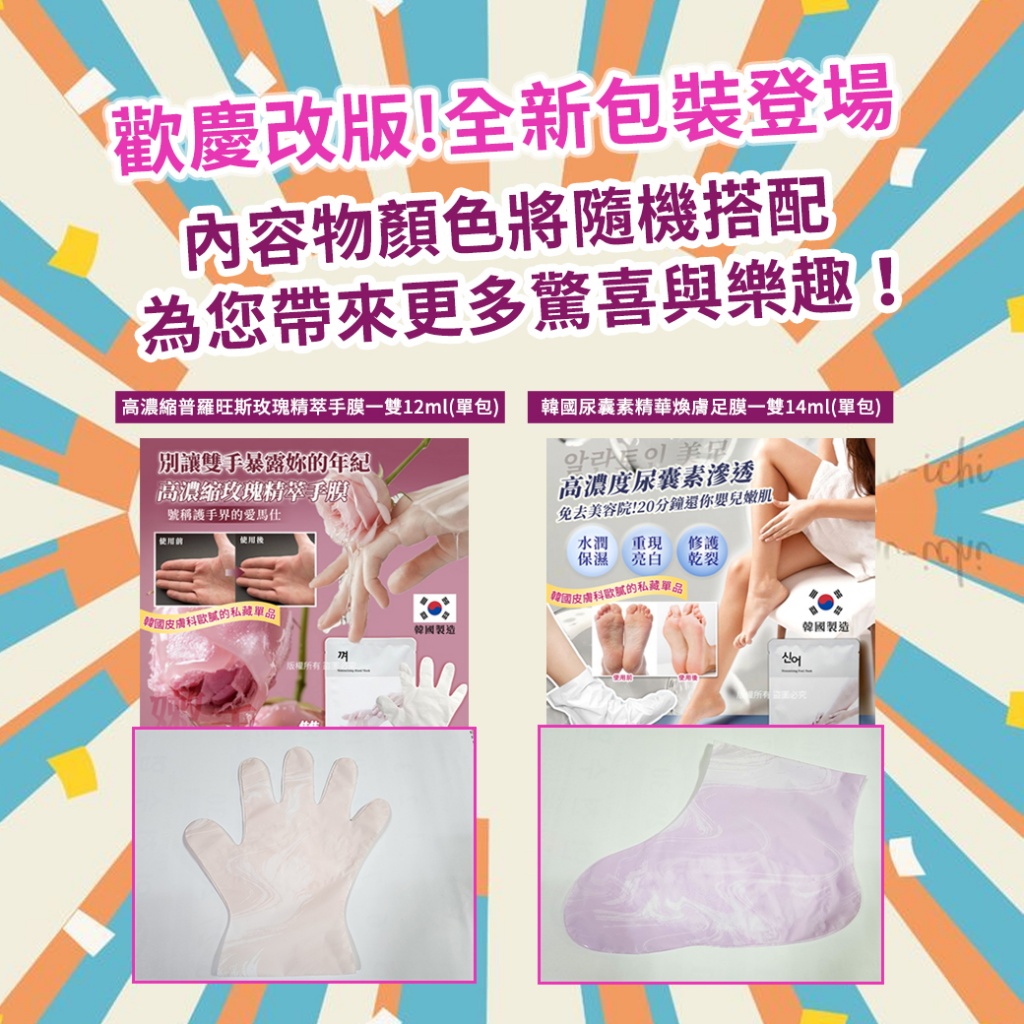 歡慶改版!全新包裝登場
內容物顏色將隨機搭配
為您帶來更多驚喜與樂趣！
高濃縮普羅旺斯玫瑰精萃手膜一雙12ml(單包)
別讓雙手暴露妳的年紀
高濃縮玫瑰精萃手膜
號稱護手界的愛馬仕
使用前
使用後
韓國皮膚科歐膩的私藏單品
韓國製造
껴
韓國尿囊素精華煥膚足膜一雙14ml(單包)
高濃度尿囊素滲透
免去美容院!20分鐘還你嬰兒嫩肌
水潤
保濕
重現
亮白
修護
乾裂
韓國皮膚科歐膩的私藏單品
使用前
使用後
韓國製造
신어